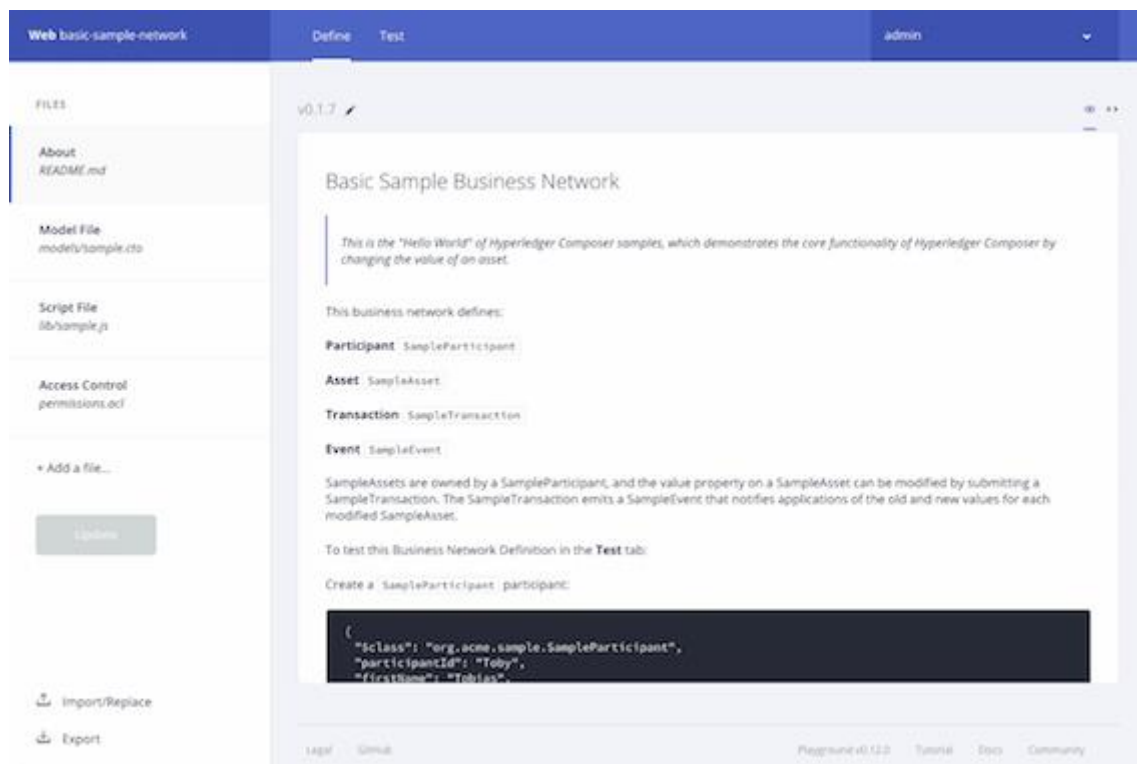 Web basic-sample-network
Define
Test
admin
FILES
About
README.md
Model File
models/sample.cto
Script File
lib/sample.js
Access Control
permissions.acl
+ Add a file...
Update
Import/Replace
Export
v0.1.7
Basic Sample Business Network
This is the "Hello World" of Hyperledger Composer samples, which demonstrates the core functionality of Hyperledger Composer by
changing the value of an asset.
This business network defines:
Participant SampleParticipant
Asset SampleAsset
Transaction SampleTransaction
Event SampleEvent
SampleAssets are owned by a SampleParticipant, and the value property on a SampleAsset can be modified by submitting a
SampleTransaction. The SampleTransaction emits a SampleEvent that notifies applications of the old and new values for each
modified SampleAsset.
To test this Business Network Definition in the Test tab:
Create a SampleParticipant participant:
{
"$class": "org.acme.sample.SampleParticipant",
"participantId": "Toby",
"firstName": "Tobias",
Legal GitHub
Playground v0.12.0 Tutorial Docs Community